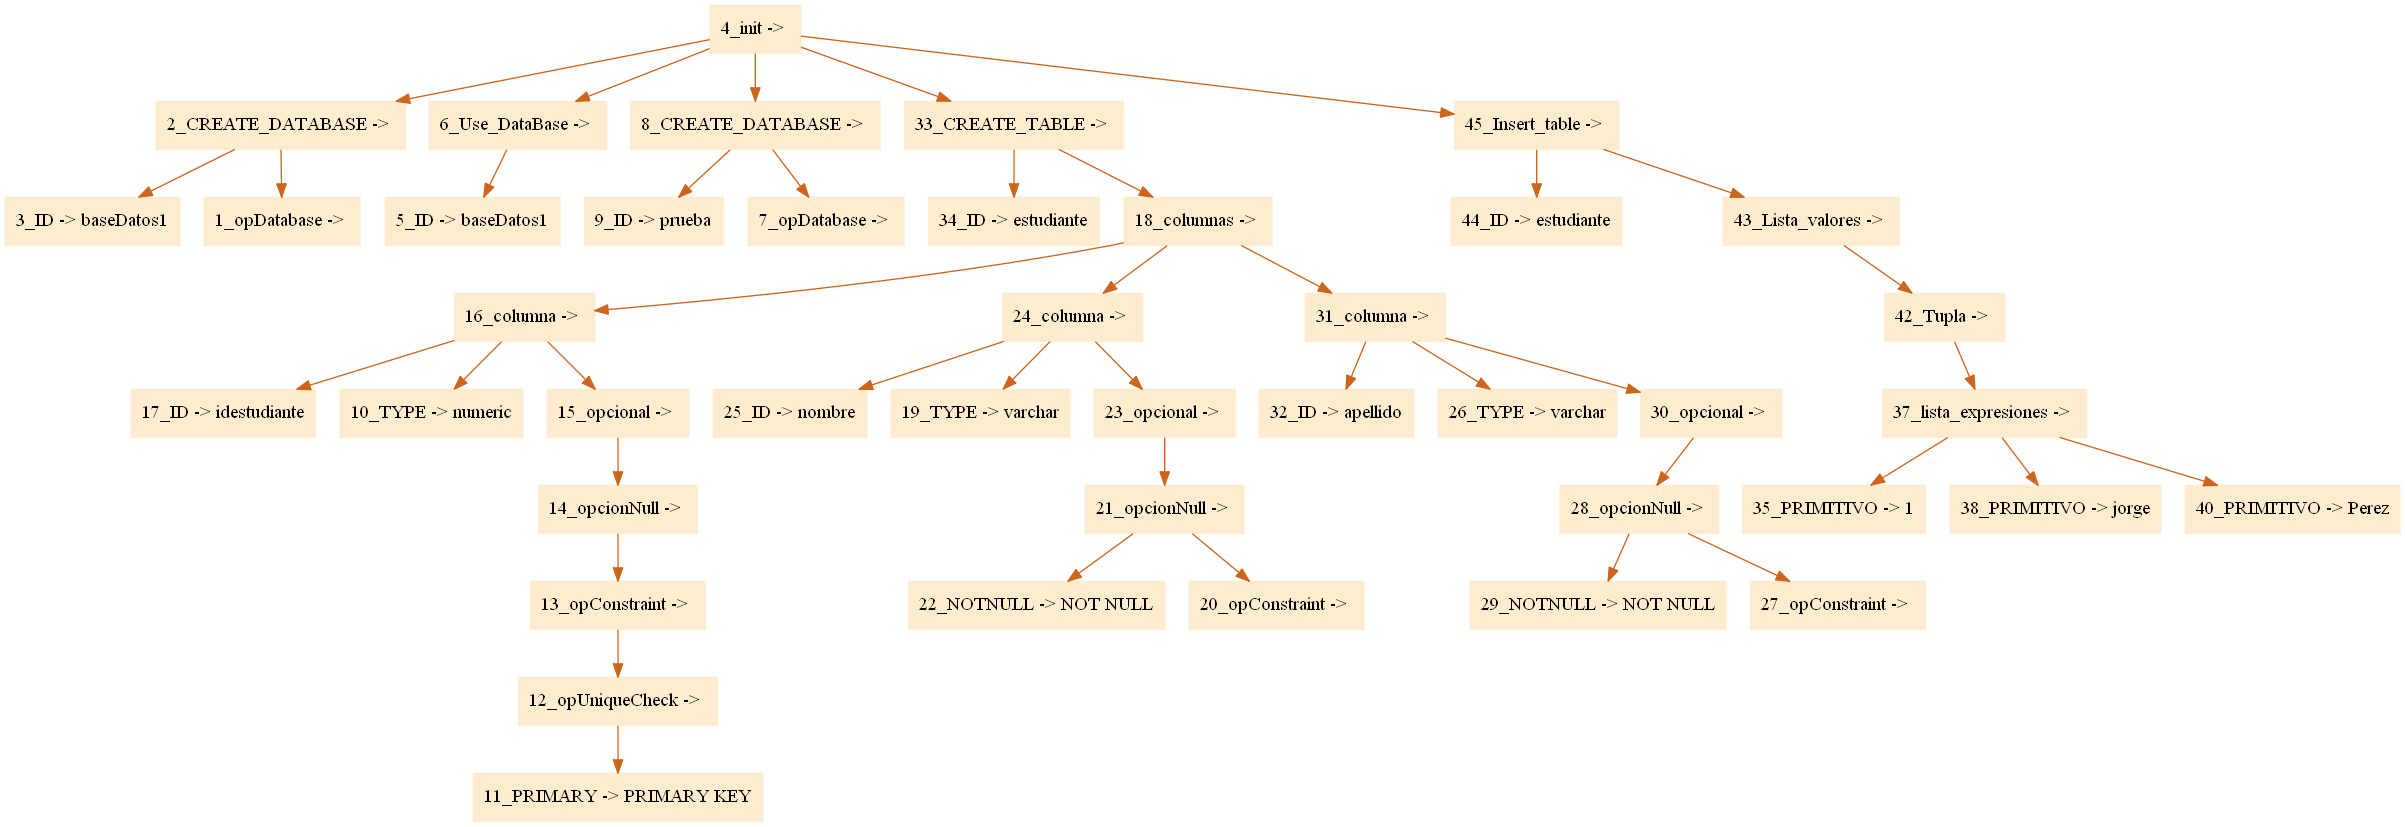 4_init ->
2_CREATE_DATABASE ->
6_Use_DataBase ->
8_CREATE_DATABASE ->
33_CREATE_TABLE ->
45_Insert_table ->
3_ID -> baseDatos1
1_opDatabase ->
5_ID -> baseDatos1
9_ID -> prueba
7_opDatabase ->
34_ID -> estudiante
18_columnas ->
44_ID -> estudiante
43_Lista_valores ->
16_columna ->
24_columna ->
31_columna ->
42_Tupla ->
17_ID -> idestudiante
10_TYPE -> numeric
15_opcional ->
25_ID -> nombre
19_TYPE -> varchar
23_opcional ->
32_ID -> apellido
26_TYPE -> varchar
30_opcional ->
37_lista_expresiones ->
14_opcionNull ->
21_opcionNull ->
28_opcionNull ->
35_PRIMITIVO -> 1
38_PRIMITIVO -> jorge
40_PRIMITIVO -> Perez
13_opConstraint ->
22_NOTNULL -> NOT NULL
20_opConstraint ->
29_NOTNULL -> NOT NULL
27_opConstraint ->
12_opUniqueCheck ->
11_PRIMARY -> PRIMARY KEY